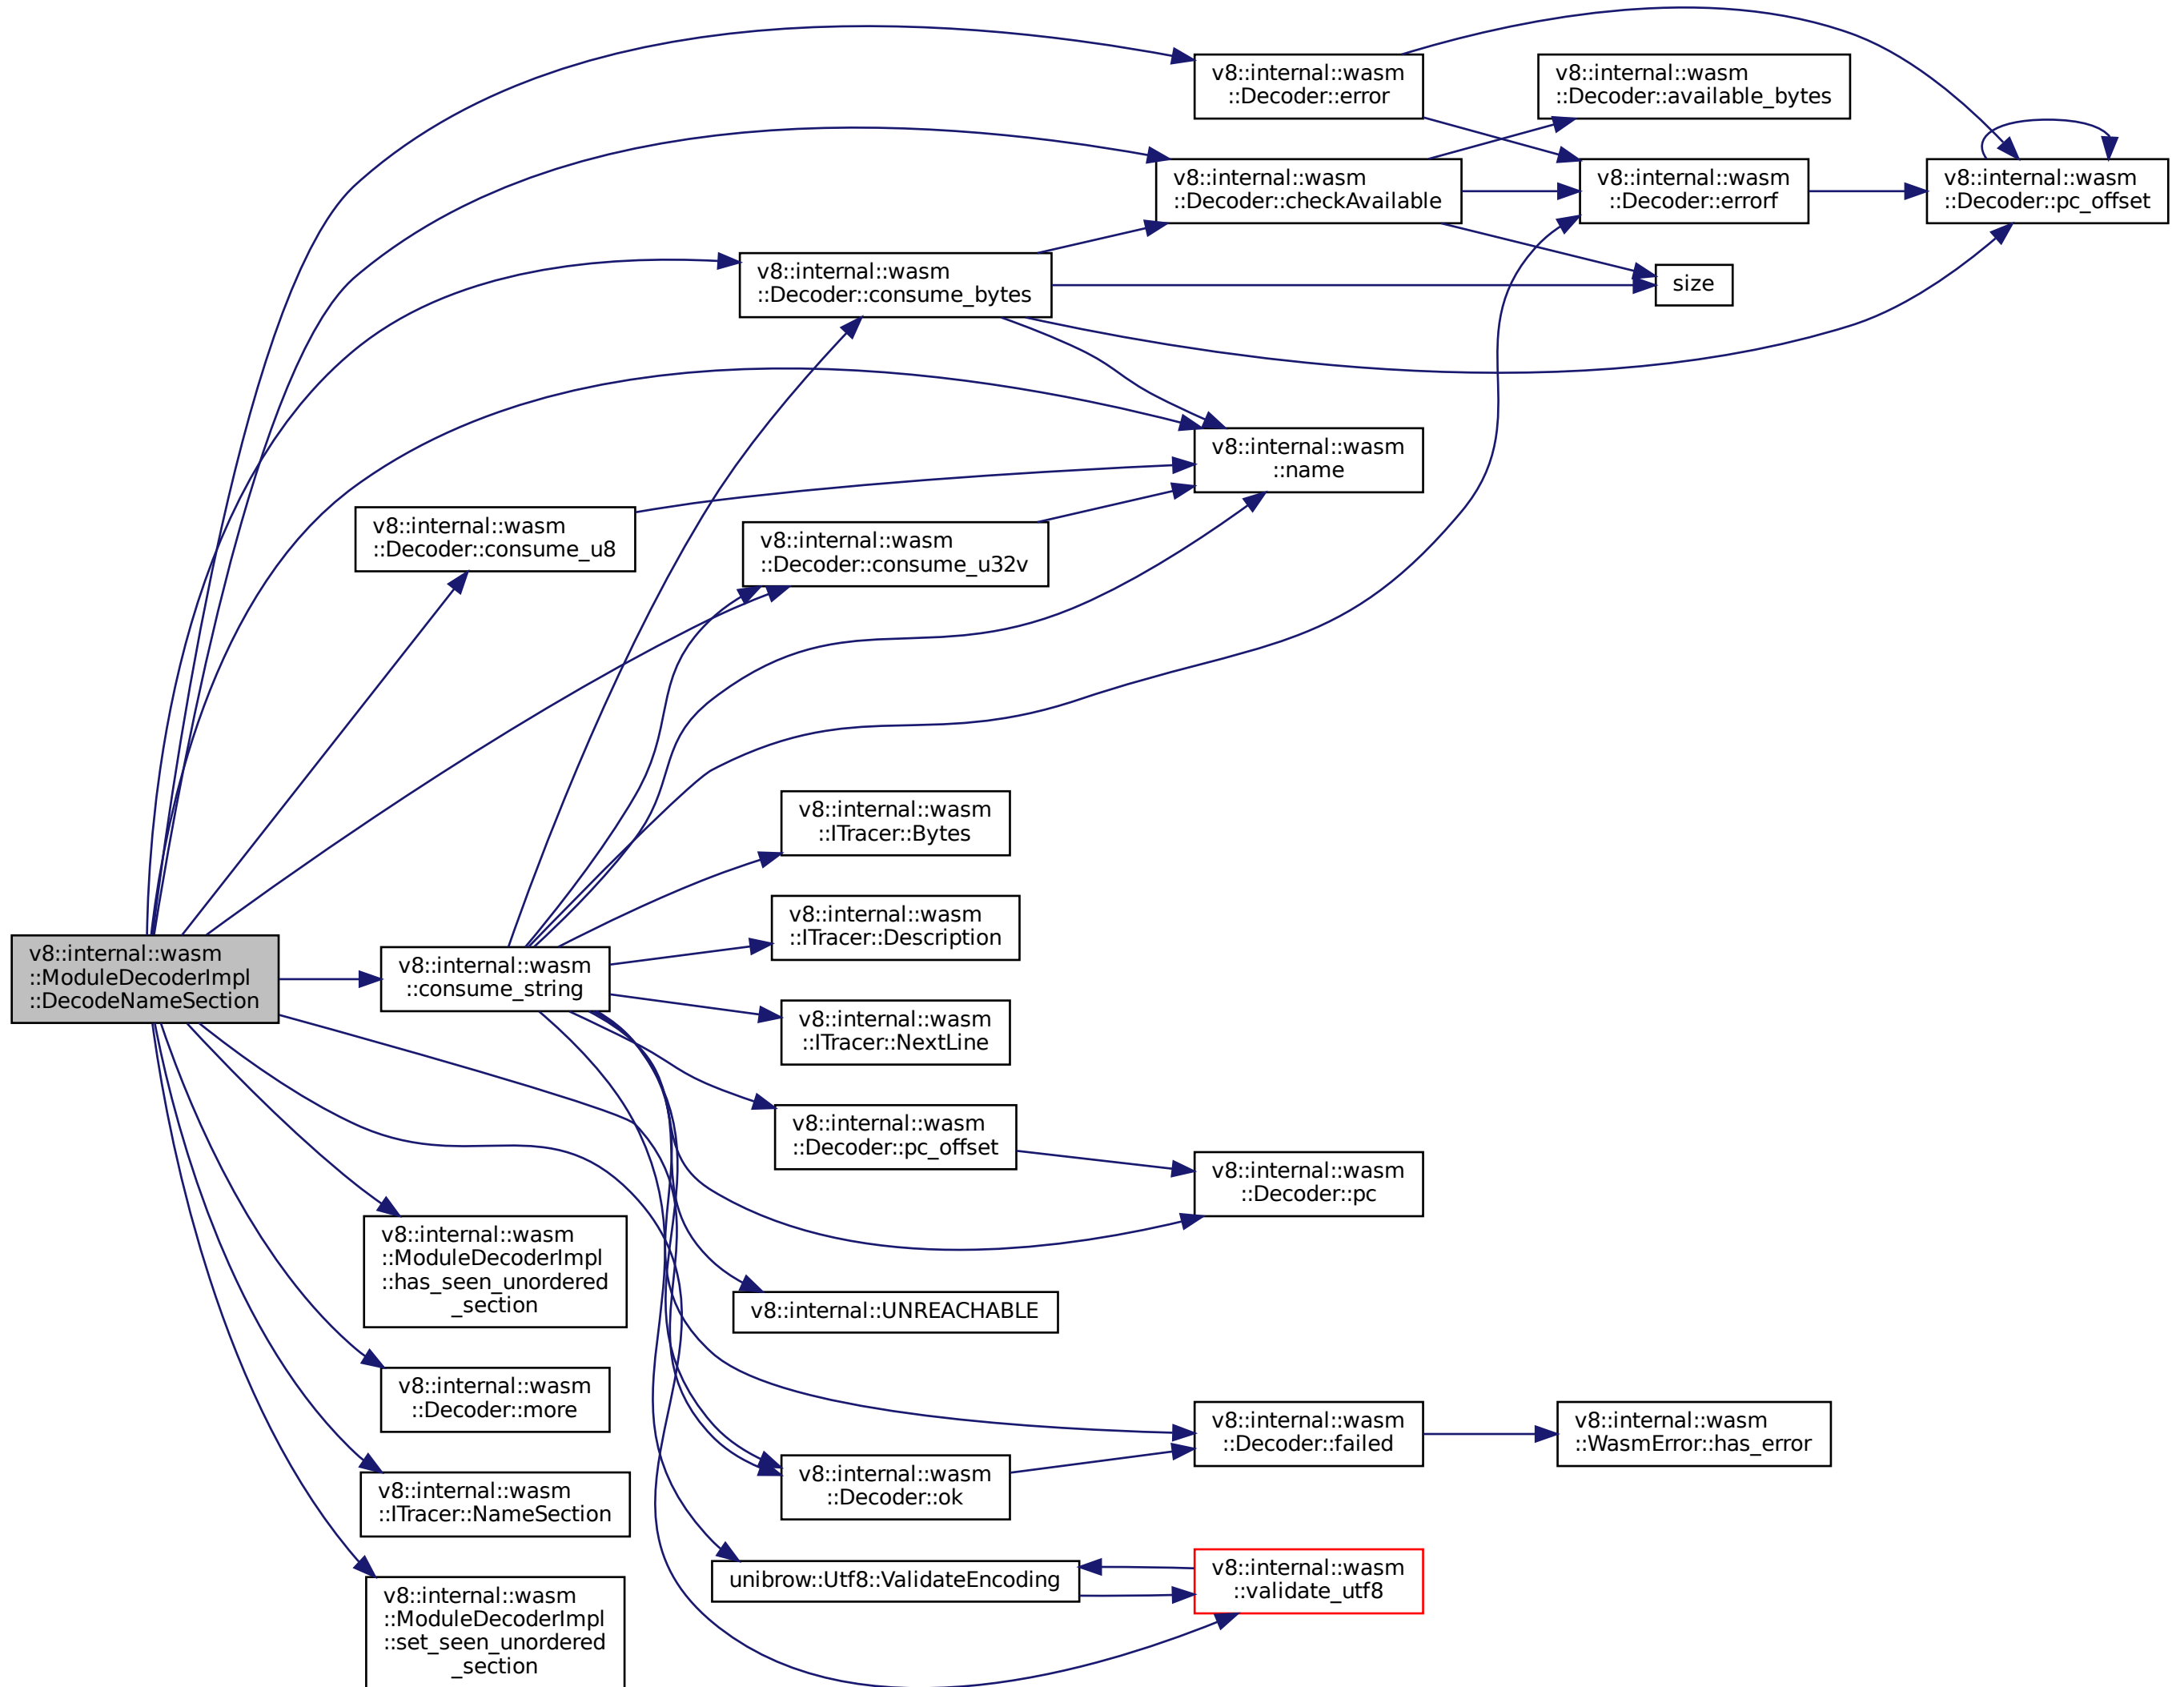 v8::internal::wasm
::Decoder::error
v8::internal::wasm
::Decoder::available_bytes
v8::internal::wasm
::Decoder::checkAvailable
v8::internal::wasm
::Decoder::errorf
v8::internal::wasm
::Decoder::pc_offset
v8::internal::wasm
::Decoder::consume_bytes
size
v8::internal::wasm
::name
v8::internal::wasm
::Decoder::consume_u8
v8::internal::wasm
::Decoder::consume_u32v
v8::internal::wasm
::ITracer::Bytes
v8::internal::wasm
::ITracer::Description
v8::internal::wasm
::ModuleDecoderImpl
::DecodeNameSection
v8::internal::wasm
::consume_string
v8::internal::wasm
::ITracer::NextLine
v8::internal::wasm
::Decoder::pc_offset
v8::internal::wasm
::Decoder::pc
v8::internal::wasm
::ModuleDecoderImpl
::has_seen_unordered
_section
v8::internal::UNREACHABLE
v8::internal::wasm
::Decoder::more
v8::internal::wasm
::Decoder::failed
v8::internal::wasm
::WasmError::has_error
v8::internal::wasm
::Decoder::ok
v8::internal::wasm
::ITracer::NameSection
unibrow::Utf8::ValidateEncoding
v8::internal::wasm
::validate_utf8
v8::internal::wasm
::ModuleDecoderImpl
::set_seen_unordered
_section